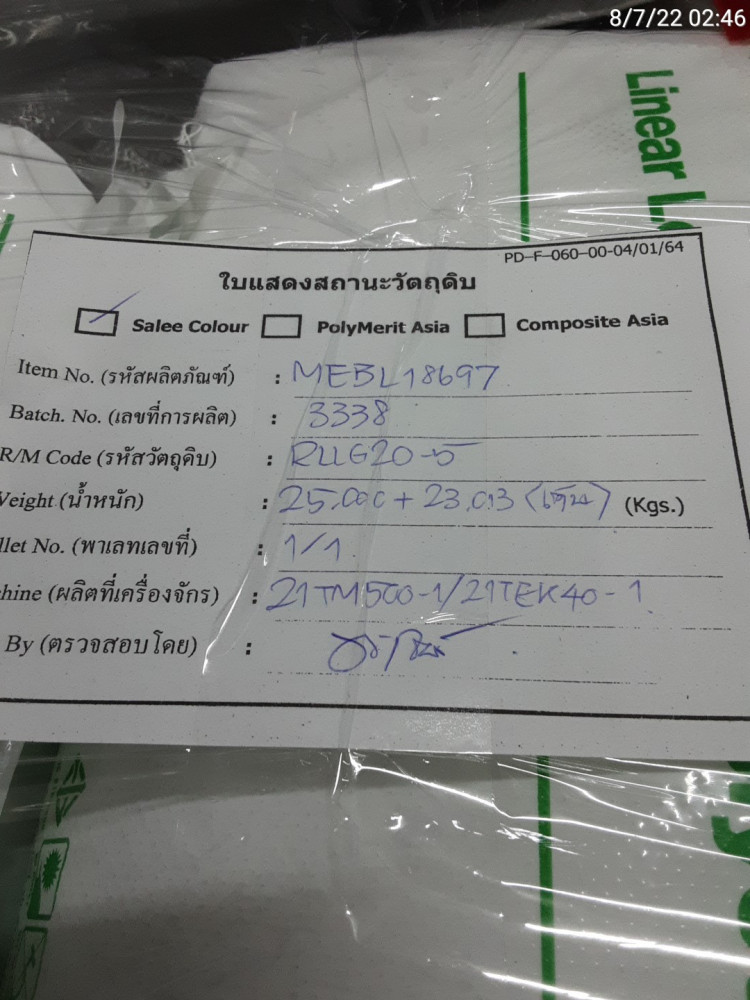 8/7/22 02:46
Linear L
PD-F-060-00-04/01/64
ใบแสดงสถานะวัตถุดิบ
Salee Colour PolyMerit Asia Composite Asia
Item No. (รหัสผลิตภัณฑ์) : MEBL18697
Batch. No. (เลขที่การผลิต) : 3338
R/M Code (รหัสวัตถุดิบ) : RLLG20-5
Weight (น้ำหนัก) : 25.000 + 23.013 (Kgs.)
llet No. (พาเลทเลขที่) : 1/1
hine (ผลิตที่เครื่องจักร) : 21TM500-1/21TEK40-1
By (ตรวจสอบโดย) :